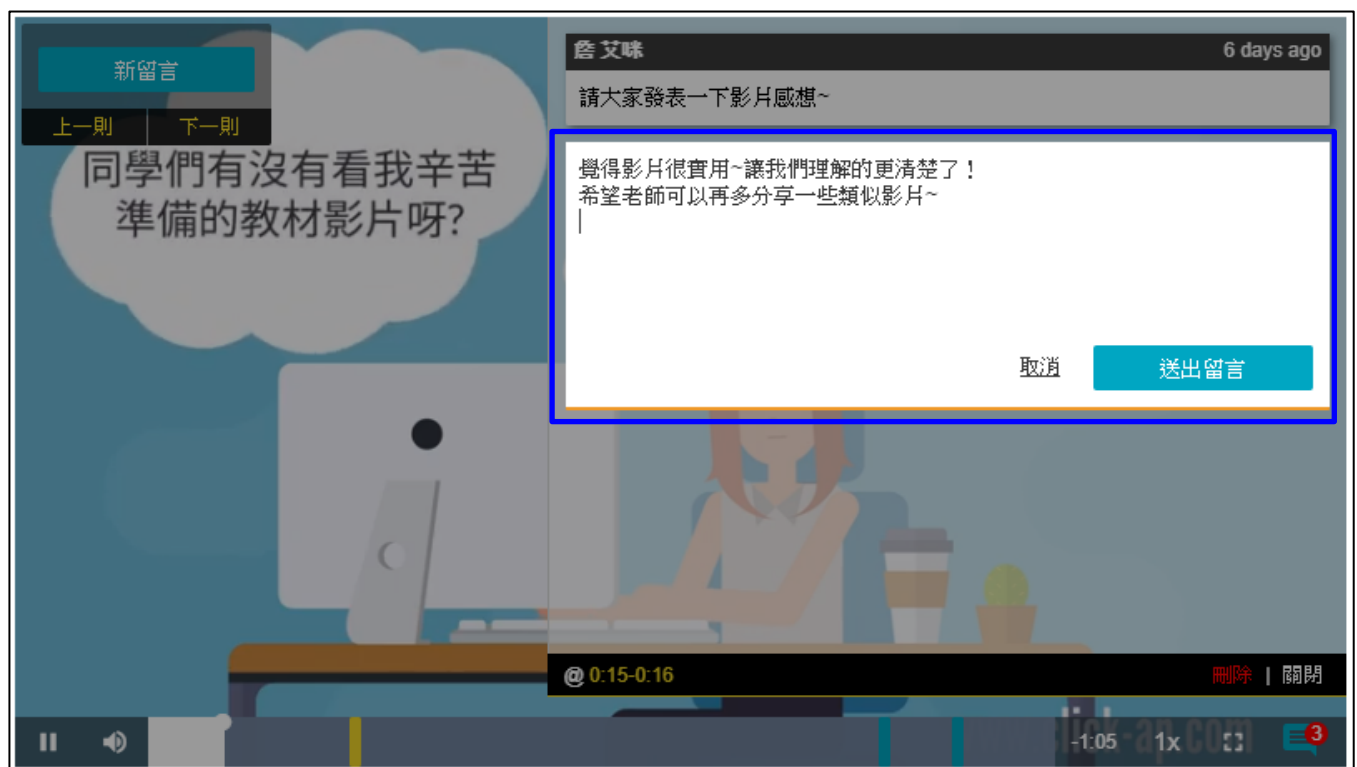 新留言
上一則 下一則
同學們有沒有看我辛苦
準備的教材影片呀?
詹艾咪 6 days ago
請大家發表一下影片感想~
覺得影片很實用~讓我們理解的更清楚了！
希望老師可以再多分享一些類似影片~
取消 送出留言
@ 0:15-0:16 刪除 | 關閉
-1:05 1x 3
www.click-ap.com